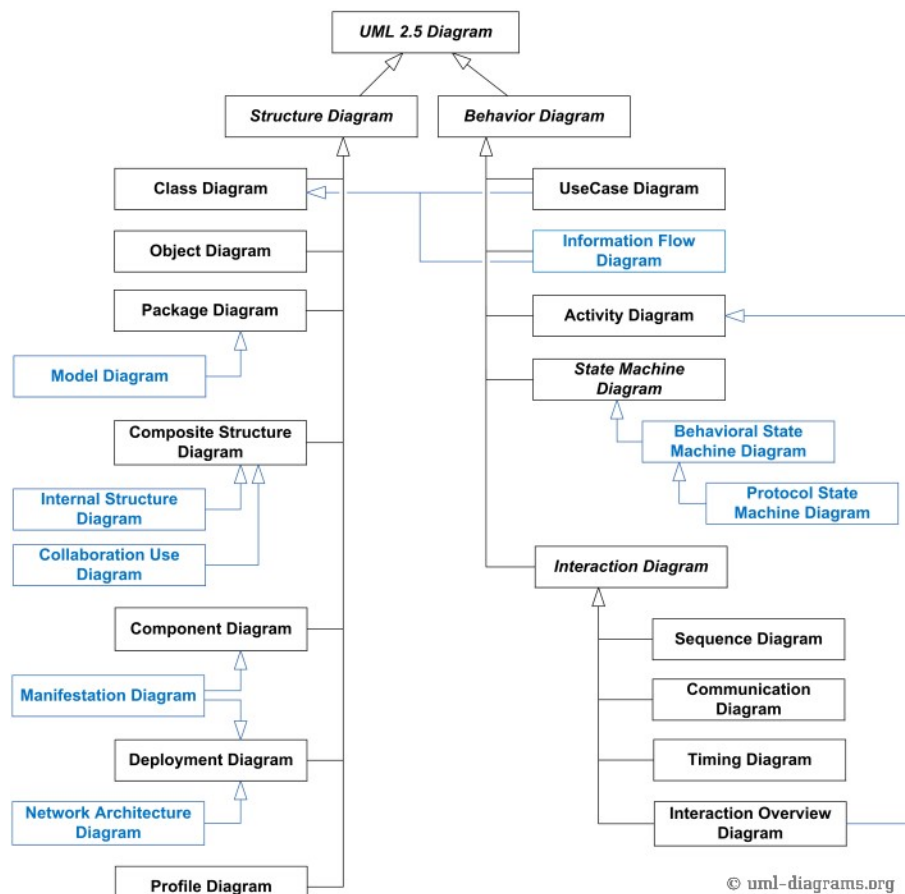 UML 2.5 Diagram
Structure Diagram
Behavior Diagram
Class Diagram
UseCase Diagram
Object Diagram
Information Flow
Diagram
Package Diagram
Activity Diagram
Model Diagram
State Machine
Diagram
Composite Structure
Diagram
Behavioral State
Machine Diagram
Internal Structure
Diagram
Protocol State
Machine Diagram
Collaboration Use
Diagram
Interaction Diagram
Component Diagram
Sequence Diagram
Manifestation Diagram
Communication
Diagram
Deployment Diagram
Timing Diagram
Network Architecture
Diagram
Interaction Overview
Diagram
Profile Diagram
© uml-diagrams.org